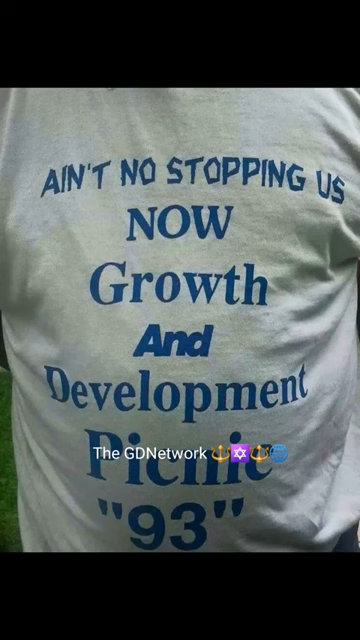 AIN'T NO STOPPING US
NOW
Growth
And
Development
Picnic
The GDNetwork 🔱✡️🔱🌐
"93"